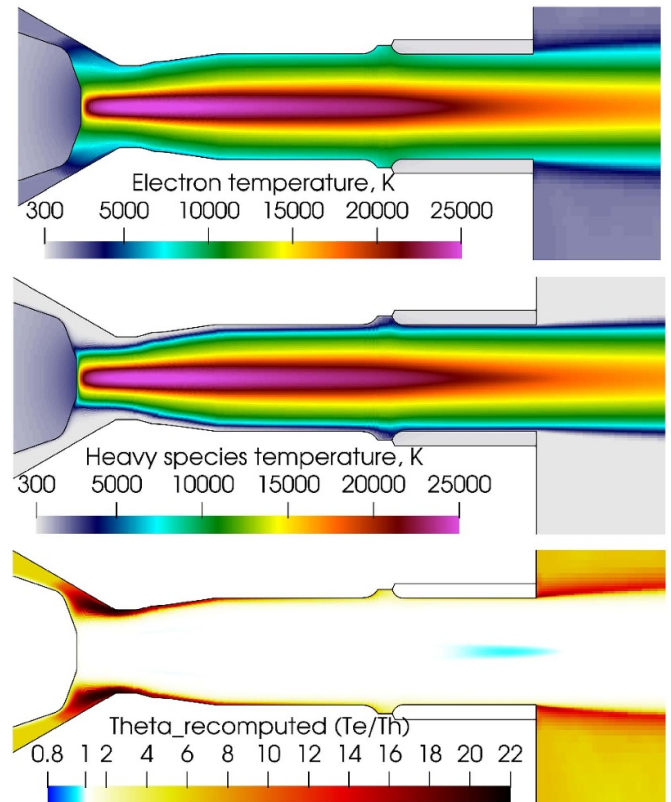 Electron temperature, K
300 5000 10000 15000 20000 25000
Heavy species temperature, K
300 5000 10000 15000 20000 25000
Theta_recomputed (Te/Th)
0.8 1 2 4 6 8 10 12 14 16 18 20 22